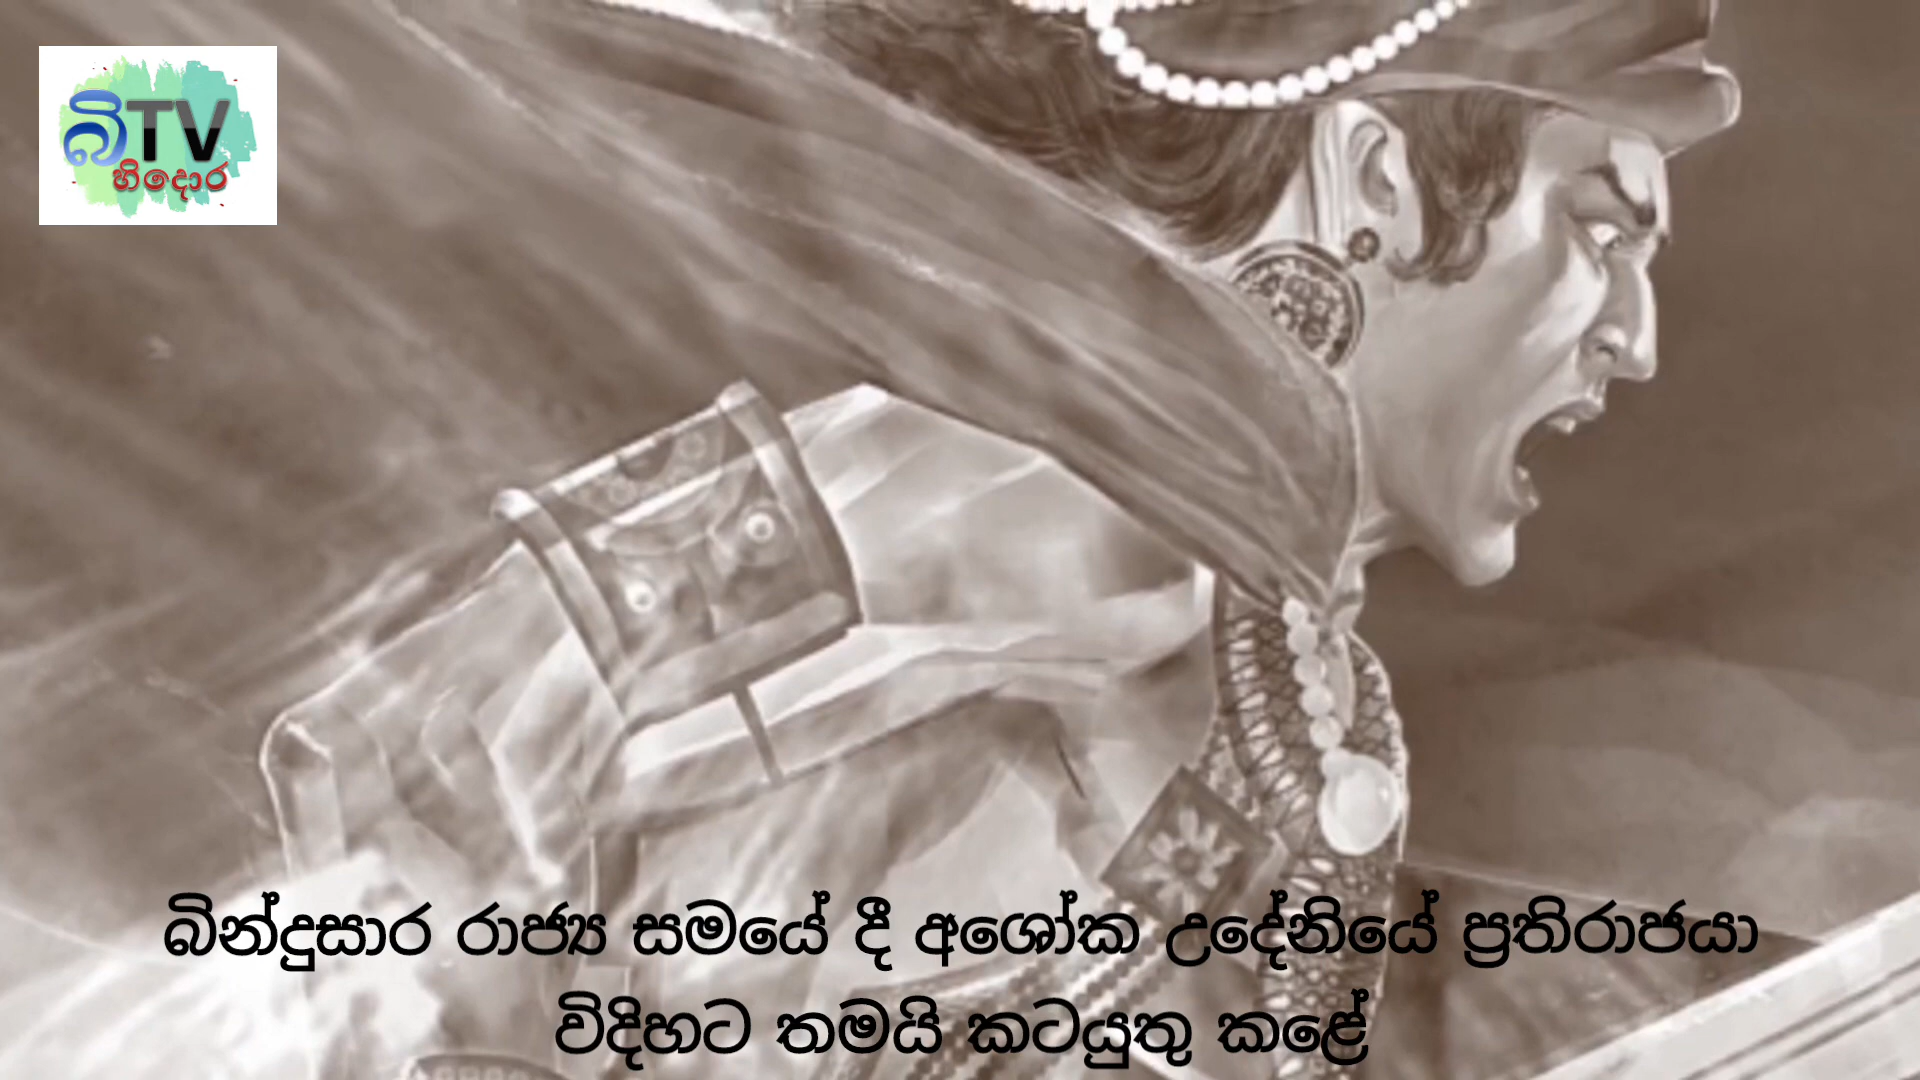 බිTV
හිදොර
බින්දුසාර රාජ්‍ය සමයේ දී අශෝක උදේනියේ ප්‍රතිරාජයා
විදිහට තමයි කටයුතු කළේ